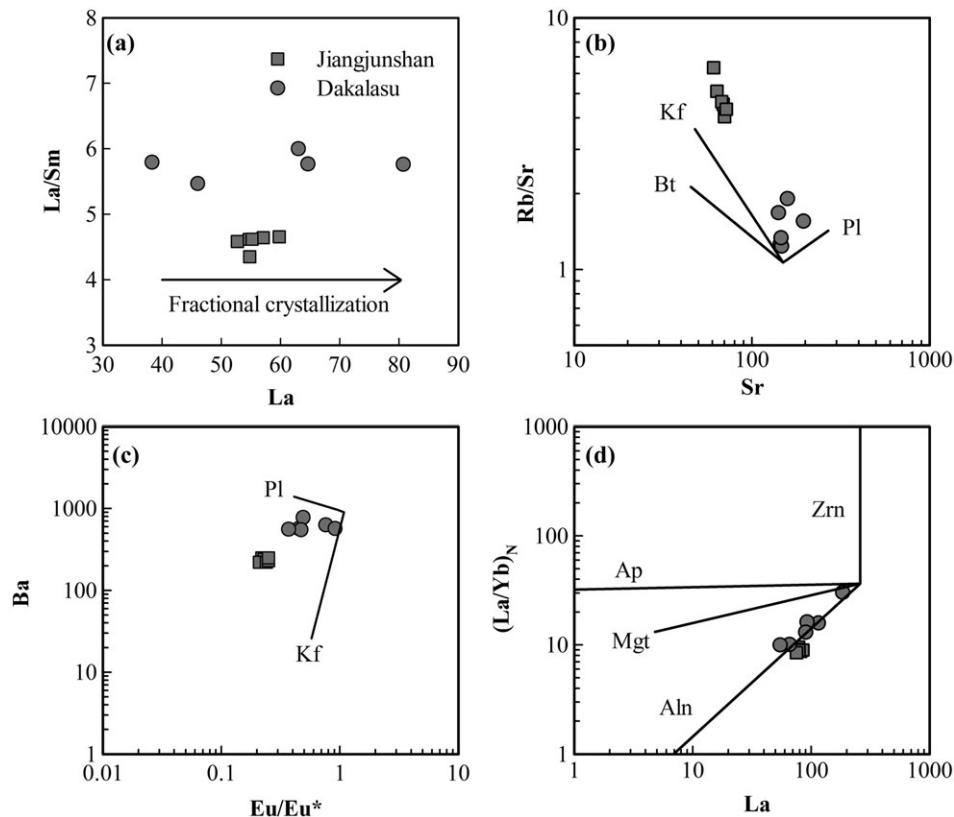 (a)
Jiangjunshan
Dakalasu
Fractional crystallization
La/Sm
8
7
6
5
4
3
30 40 50 60 70 80 90
La
(b)
Kf
Bt
Pl
Rb/Sr
10
1
10 100 1000
Sr
(c)
Pl
Kf
Ba
1000
100
10
1
0.01 0.1 1 10
Eu/Eu*
(d)
Zrn
Ap
Mgt
Aln
(La/Yb)N
1000
100
10
1
1 10 100 1000
La